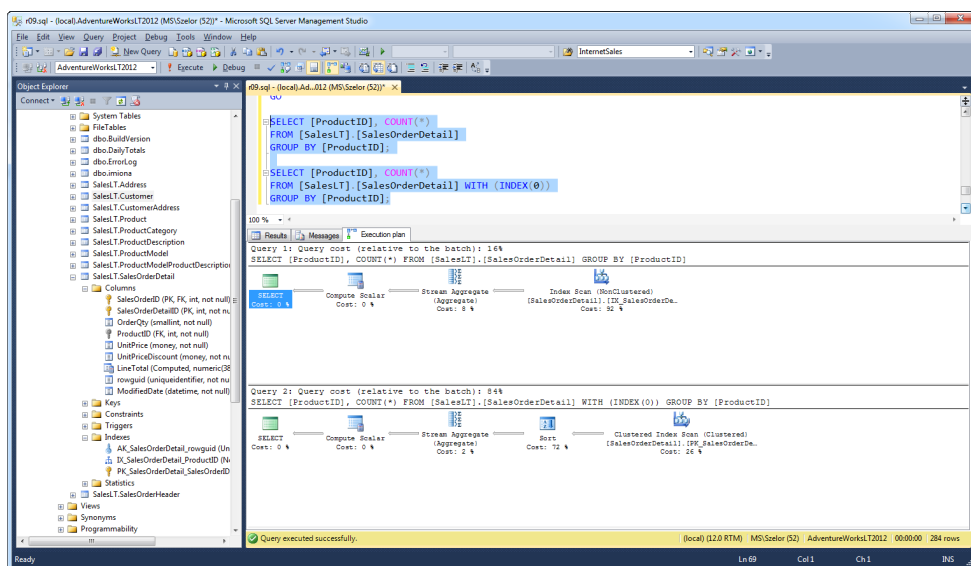 r09.sql - (local).AdventureWorksLT2012 (MS\Szelor (52))* - Microsoft SQL Server Management Studio
File Edit View Query Project Debug Tools Window Help
New Query InternetSales
AdventureWorksLT2012 Execute Debug
Object Explorer
r09.sql - (local).Ad...012 (MS\Szelor (52))*
Connect
System Tables
FileTables
dbo.BuildVersion
dbo.DailyTotals
dbo.ErrorLog
dbo.imiona
SalesLT.Address
SalesLT.Customer
SalesLT.CustomerAddress
SalesLT.Product
SalesLT.ProductCategory
SalesLT.ProductDescription
SalesLT.ProductModel
SalesLT.ProductModelProductDescription
SalesLT.SalesOrderDetail
Columns
SalesOrderID (PK, FK, int, not null)
SalesOrderDetailID (PK, int, not nu
OrderQty (smallint, not null)
ProductID (FK, int, not null)
UnitPrice (money, not null)
UnitPriceDiscount (money, not nu
LineTotal (Computed, numeric(38
rowguid (uniqueidentifier, not nu
ModifiedDate (datetime, not null)
Keys
Constraints
Triggers
Indexes
AK_SalesOrderDetail_rowguid (Un
IX_SalesOrderDetail_ProductID (N
PK_SalesOrderDetail_SalesOrderID
Statistics
SalesLT.SalesOrderHeader
Views
Synonyms
Programmability
GO
SELECT [ProductID], COUNT(*)
FROM [SalesLT].[SalesOrderDetail]
GROUP BY [ProductID];
SELECT [ProductID], COUNT(*)
FROM [SalesLT].[SalesOrderDetail] WITH (INDEX(0))
GROUP BY [ProductID];
100 %
Results Messages Execution plan
Query 1: Query cost (relative to the batch): 16%
SELECT [ProductID], COUNT(*) FROM [SalesLT].[SalesOrderDetail] GROUP BY [ProductID]
SELECT
Cost: 0 %
Compute Scalar
Cost: 0 %
Stream Aggregate
(Aggregate)
Cost: 8 %
Index Scan (NonClustered)
[SalesOrderDetail].[IX_SalesOrderDe…
Cost: 92 %
Query 2: Query cost (relative to the batch): 84%
SELECT [ProductID], COUNT(*) FROM [SalesLT].[SalesOrderDetail] WITH (INDEX(0)) GROUP BY [ProductID]
SELECT
Cost: 0 %
Compute Scalar
Cost: 0 %
Stream Aggregate
(Aggregate)
Cost: 2 %
Sort
Cost: 72 %
Clustered Index Scan (Clustered)
[SalesOrderDetail].[PK_SalesOrderDe…
Cost: 26 %
Query executed successfully.
(local) (12.0 RTM) MS\Szelor (52) AdventureWorksLT2012 00:00:00 284 rows
Ready Ln 69 Col 1 Ch 1 INS